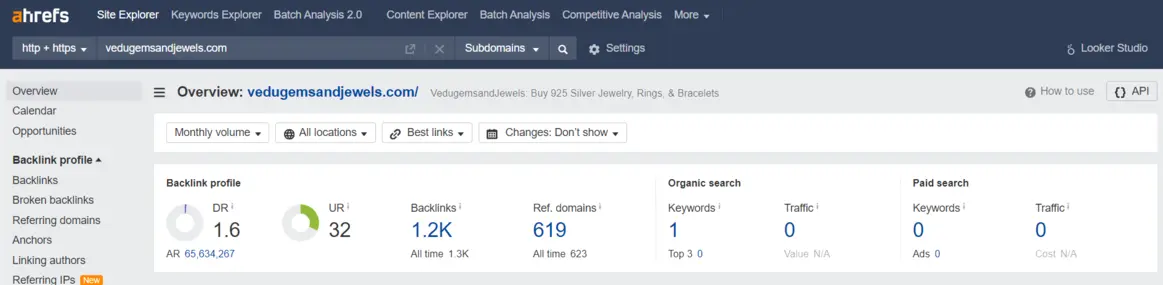 ahrefs Site Explorer Keywords Explorer Batch Analysis 2.0 Content Explorer Batch Analysis Competitive Analysis More
http + https vedugemsandjewels.com Subdomains Settings Looker Studio
Overview
Calendar
Opportunities
Backlink profile
Backlinks
Broken backlinks
Referring domains
Anchors
Linking authors
Referring IPs New
Overview: vedugemsandjewels.com/ VedugemsandJewels: Buy 925 Silver Jewelry, Rings, & Bracelets How to use {} API
Monthly volume All locations Best links Changes: Don't show
Backlink profile
DR UR Backlinks Ref. domains
1.6 32 1.2K 619
AR 65,634,267 All time 1.3K All time 623
Organic search
Keywords Traffic
1 0
Top 3 0 Value N/A
Paid search
Keywords Traffic
0 0
Ads 0 Cost N/A